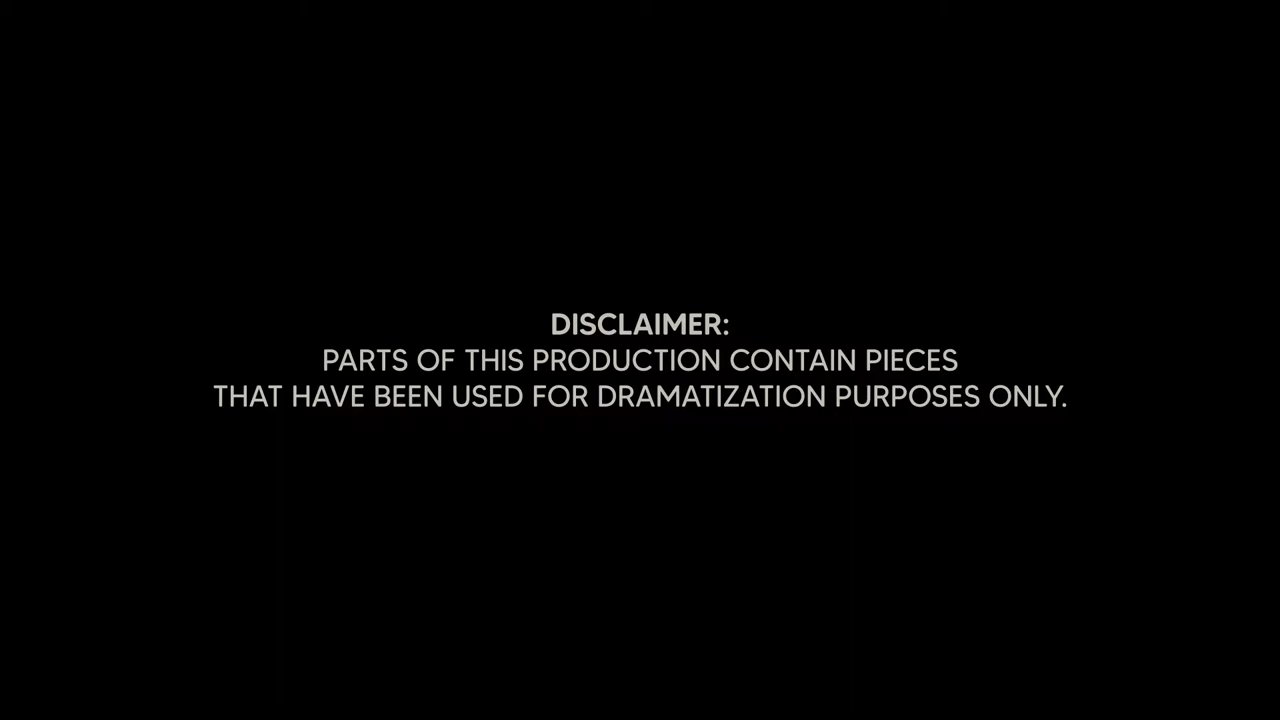 DISCLAIMER:
PARTS OF THIS PRODUCTION CONTAIN PIECES
THAT HAVE BEEN USED FOR DRAMATIZATION PURPOSES ONLY.